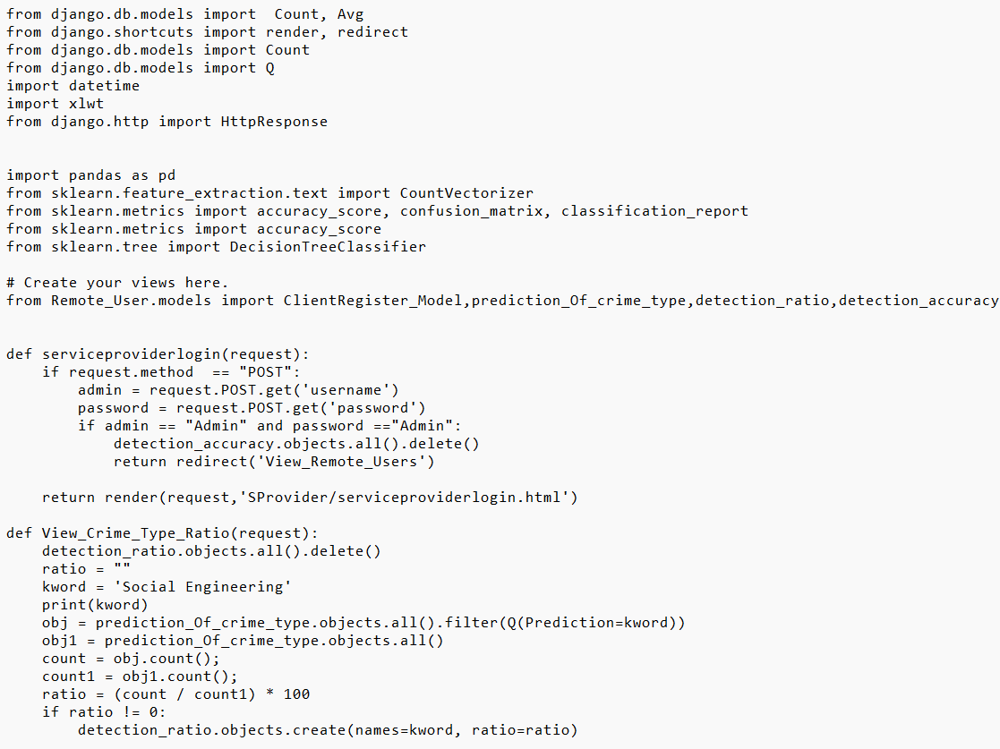 from django.db.models import  Count, Avg
from django.shortcuts import render, redirect
from django.db.models import Count
from django.db.models import Q
import datetime
import xlwt
from django.http import HttpResponse


import pandas as pd
from sklearn.feature_extraction.text import CountVectorizer
from sklearn.metrics import accuracy_score, confusion_matrix, classification_report
from sklearn.metrics import accuracy_score
from sklearn.tree import DecisionTreeClassifier

# Create your views here.
from Remote_User.models import ClientRegister_Model,prediction_Of_crime_type,detection_ratio,detection_accuracy


def serviceproviderlogin(request):
    if request.method  == "POST":
        admin = request.POST.get('username')
        password = request.POST.get('password')
        if admin == "Admin" and password =="Admin":
            detection_accuracy.objects.all().delete()
            return redirect('View_Remote_Users')

    return render(request,'SProvider/serviceproviderlogin.html')

def View_Crime_Type_Ratio(request):
    detection_ratio.objects.all().delete()
    ratio = ""
    kword = 'Social Engineering'
    print(kword)
    obj = prediction_Of_crime_type.objects.all().filter(Q(Prediction=kword))
    obj1 = prediction_Of_crime_type.objects.all()
    count = obj.count();
    count1 = obj1.count();
    ratio = (count / count1) * 100
    if ratio != 0:
        detection_ratio.objects.create(names=kword, ratio=ratio)